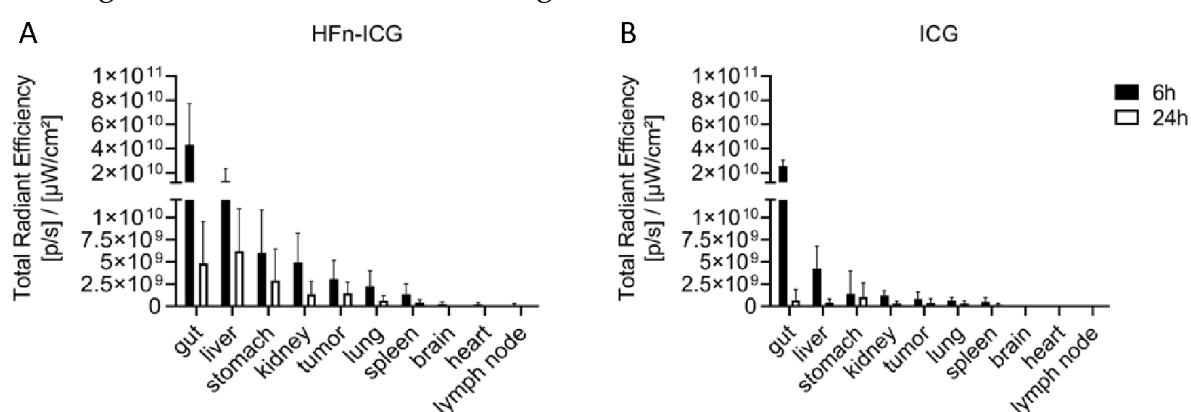 A
HFn-ICG
Total Radiant Efficiency
[p/s] / [µW/cm²]
1×10¹¹
8×10¹⁰
6×10¹⁰
4×10¹⁰
2×10¹⁰
1×10¹⁰
7.5×10⁹
5×10⁹
2.5×10⁹
0
gut
liver
stomach
kidney
tumor
lung
spleen
brain
heart
lymph node
B
ICG
Total Radiant Efficiency
[p/s] / [µW/cm²]
1×10¹¹
8×10¹⁰
6×10¹⁰
4×10¹⁰
2×10¹⁰
1×10¹⁰
7.5×10⁹
5×10⁹
2.5×10⁹
0
gut
liver
stomach
kidney
tumor
lung
spleen
brain
heart
lymph node
6h
24h